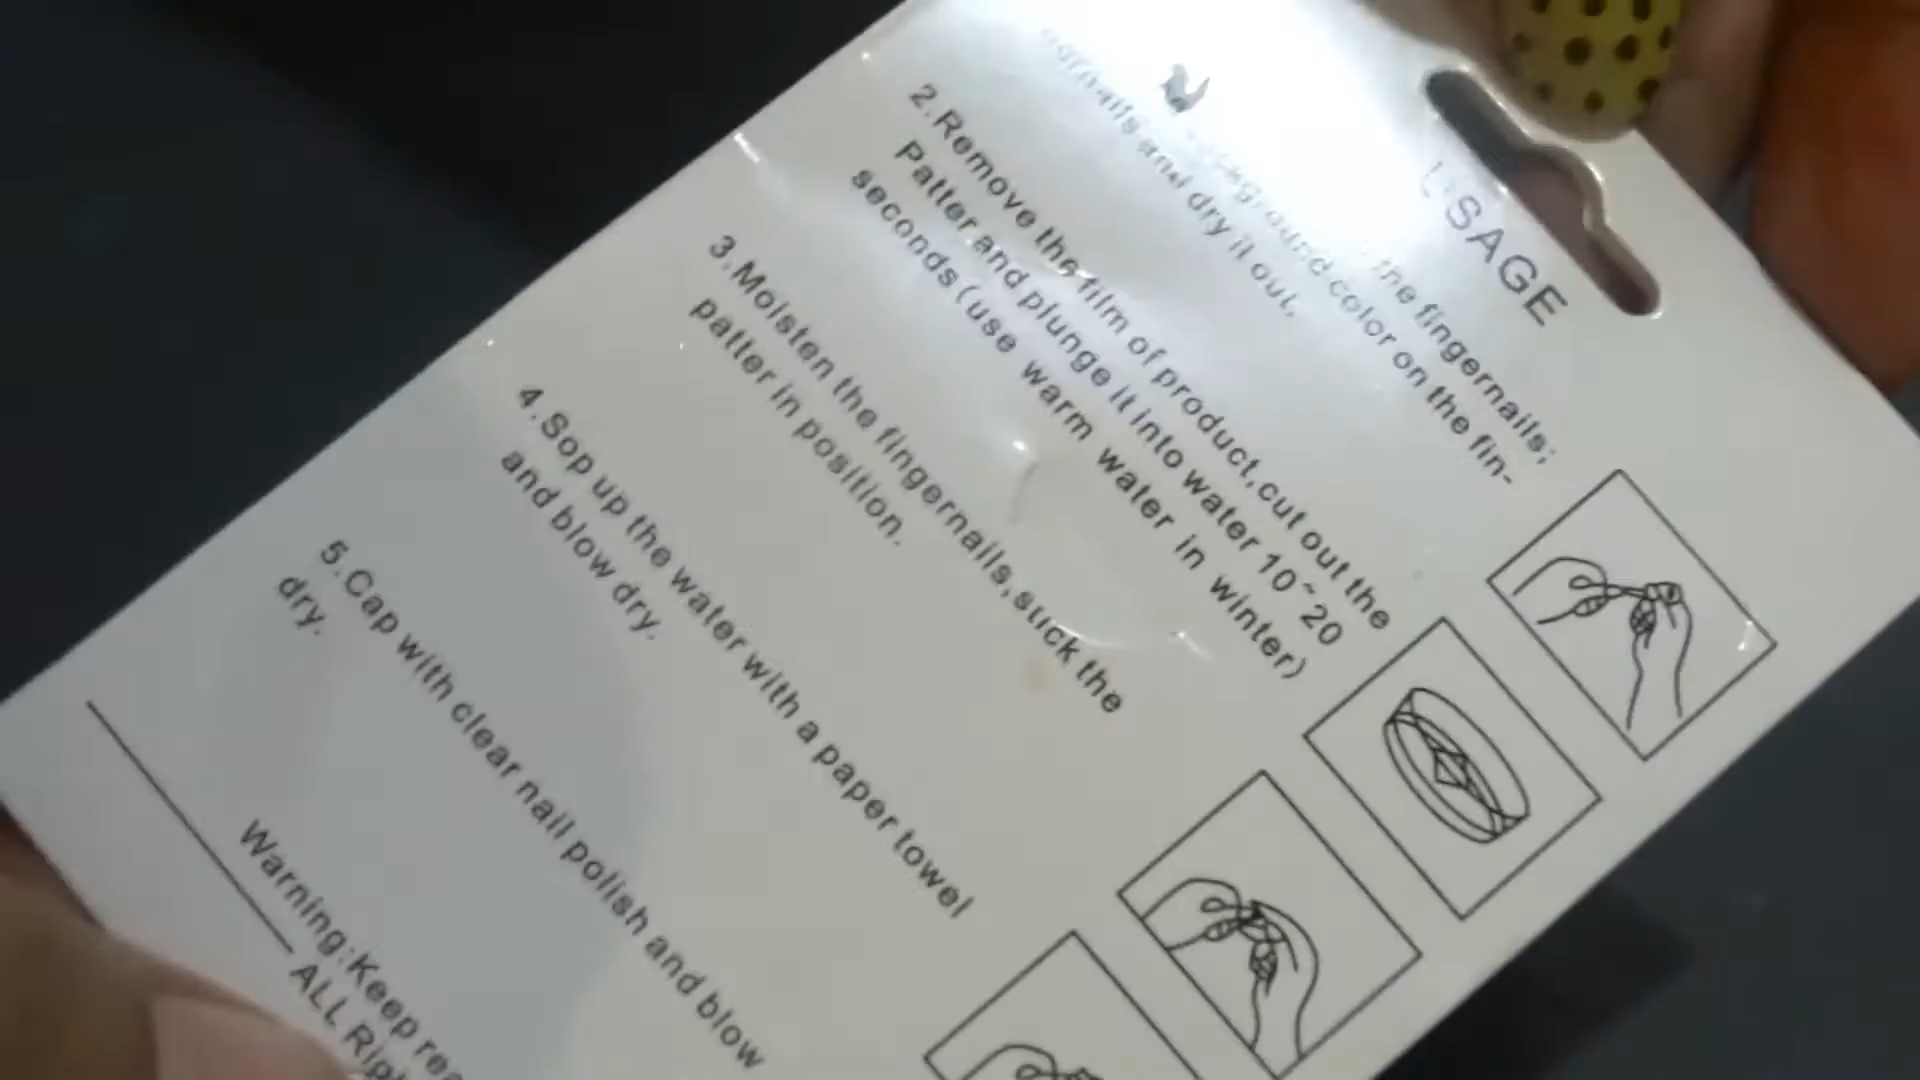 USAGE
the fingernails;
color on the fin-
and dry it out.
2.Remove the film of product,cut out the
Patter and plunge it into water 10~20
seconds (use warm water in winter)
3.Moisten the fingernails,stick the
patter in position.
4.Sop up the water with a paper towel
and blow dry.
5.Cap with clear nail polish and blow
dry.
Warning:Keep
ALL